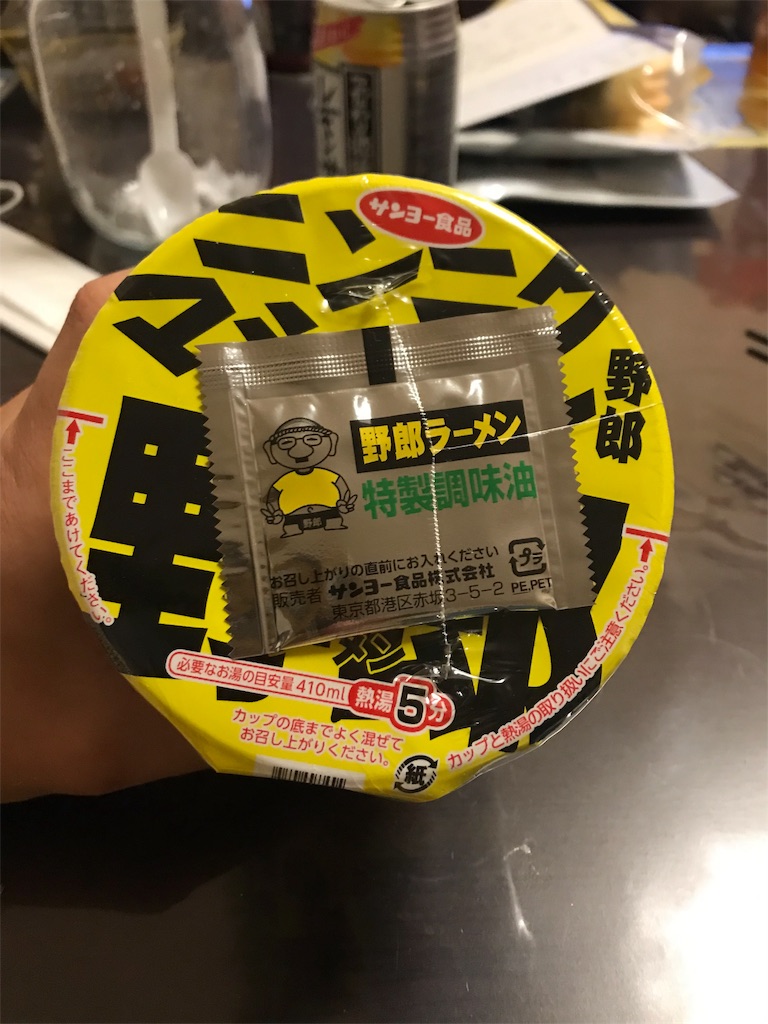 サンヨー食品
マシンク
野郎
野郎ラーメン
特製調味油
野郎
お召し上がりの直前にお入れください
販売者 サンヨー食品株式会社
東京都港区赤坂3-5-2
プラ
PE,PET
ここまであけてください。
必要なお湯の目安量410ml
熱湯5分
カップの底までよく混ぜて
お召し上がりください。
カップと熱湯の取り扱いにご注意ください。
紙